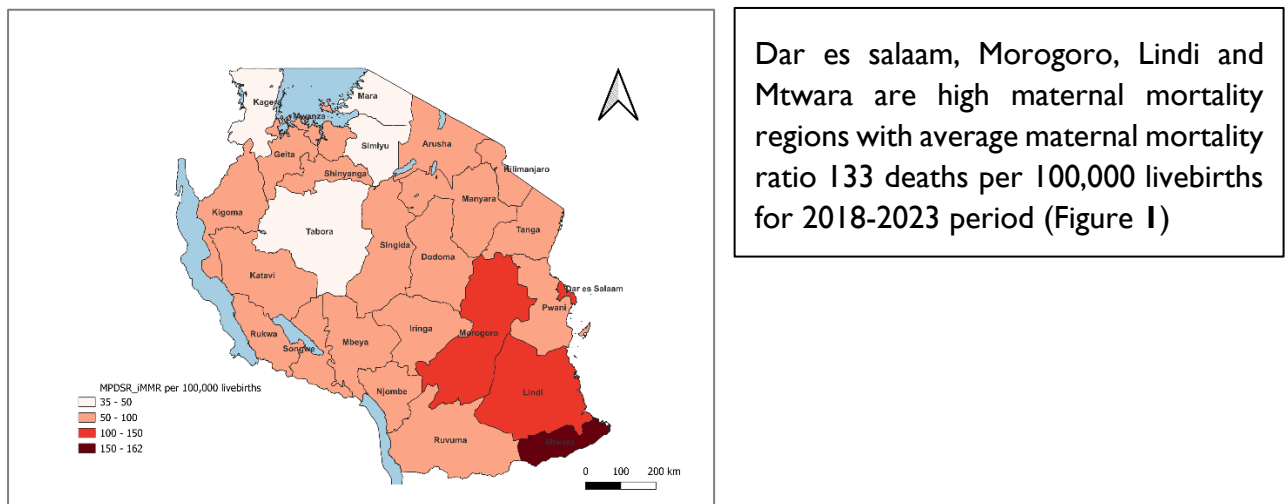 Dar es salaam, Morogoro, Lindi and
Mtwara are high maternal mortality
regions with average maternal mortality
ratio 133 deaths per 100,000 livebirths
for 2018-2023 period (Figure 1)
Kagera
Mara
Mwanza
Simiyu
Geita
Arusha
Shinyanga
Kilimanjaro
Kigoma
Manyara
Tabora
Tanga
Singida
Dodoma
Katavi
Dar es Salaam
Pwani
Iringa
Morogoro
Rukwa
Mbeya
Songwe
Njombe
Lindi
Ruvuma
Mtwara
MPDSR_iMMR per 100,000 livebirths
35 - 50
50 - 100
100 - 150
150 - 162
0 100 200 km